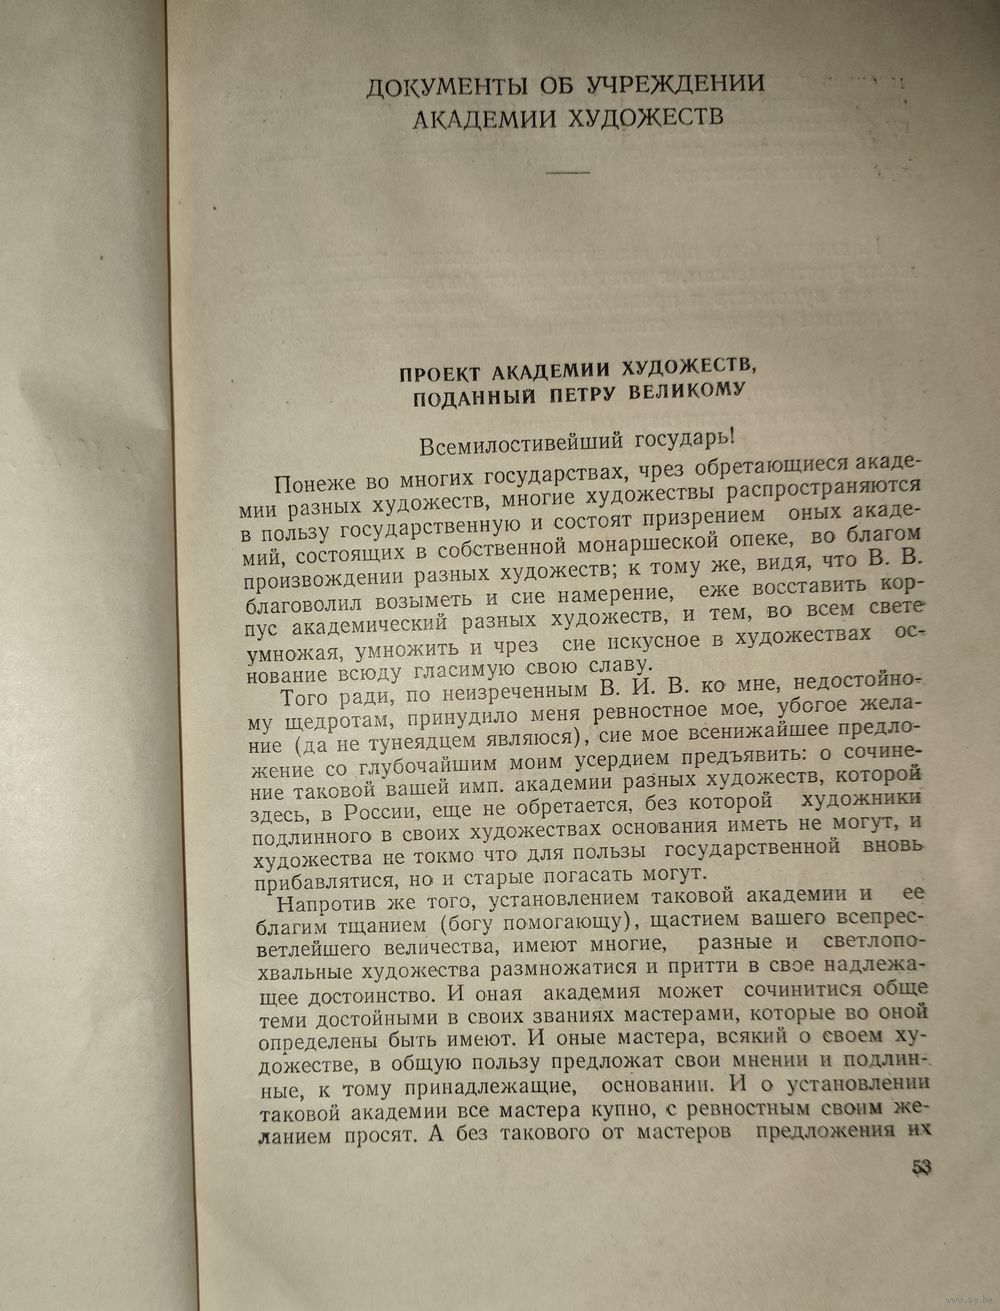 ДОКУМЕНТЫ ОБ УЧРЕЖДЕНИИ
АКАДЕМИИ ХУДОЖЕСТВ
ПРОЕКТ АКАДЕМИИ ХУДОЖЕСТВ,
ПОДАННЫЙ ПЕТРУ ВЕЛИКОМУ
Всемилостивейший государь!
Понеже во многих государствах, чрез обретающиеся акаде-
мии разных художеств, многие художествы распространяются
в пользу государственную и состоят призрением оных акаде-
мий, состоящих в собственной монаршеской опеке, во благом
произвождении разных художеств; к тому же, видя, что В. В.
благоволил возыметь и сие намерение, еже восставить кор-
пус академический разных художеств, и тем, во всем свете
умножая, умножить и чрез сие искусное в художествах ос-
нование всюду гласимую свою славу.
Того ради, по неизреченным В. И. В. ко мне, недостойно-
му щедротам, принудило меня ревностное мое, убогое жела-
ние (да не тунеядцем являюся), сие мое всенижайшее предло-
жение со глубочайшим моим усердием предъявить: о сочине-
ние таковой вашей имп. академии разных художеств, которой
здесь, в России, еще не обретается, без которой художники
подлинного в своих художествах основания иметь не могут, и
художества не токмо что для пользы государственной вновь
прибавлятися, но и старые погасать могут.
Напротив же того, установлением таковой академии и ее
благим тщанием (богу помогающу), щастием вашего всепрес-
ветлейшего величества, имеют многие, разные и светлопо-
хвальные художества размножатися и притти в свое надлежа-
щее достоинство. И оная академия может сочинитися обще
теми достойными в своих званиях мастерами, которые во оной
определены быть имеют. И оные мастера, всякий о своем ху-
дожестве, в общую пользу предложат свои мнении и подлин-
ные, к тому принадлежащие, основании. И о установлении
таковой академии все мастера купно, с ревностным своим же-
ланием просят. А без такового от мастеров предложения их
53
www.ay.by